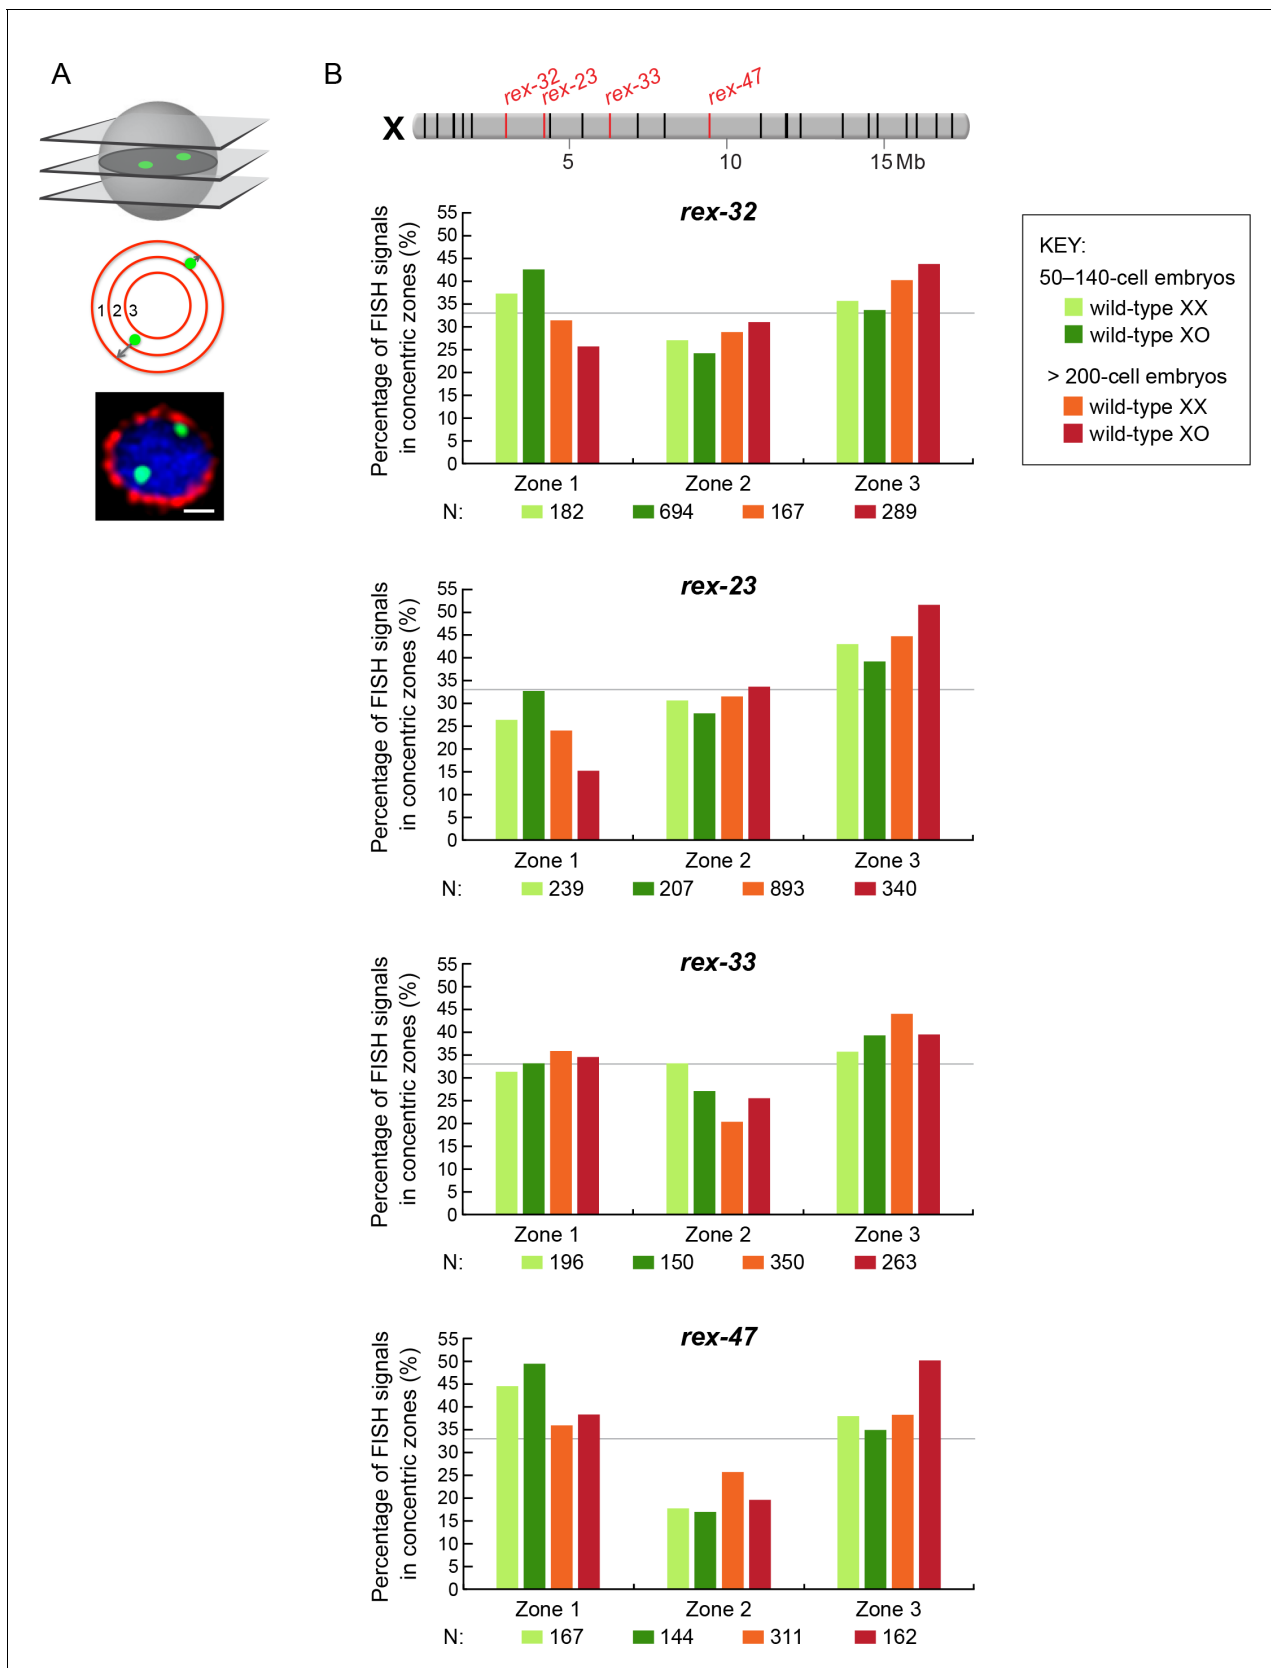 A
B
rex-32
rex-23
rex-33
rex-47
X
5
10
15 Mb
1 2 3
KEY:
50–140-cell embryos
wild-type XX
wild-type XO
> 200-cell embryos
wild-type XX
wild-type XO
rex-32
Percentage of FISH signals
in concentric zones (%)
55
50
45
40
35
30
25
20
15
10
5
0
Zone 1 Zone 2 Zone 3
N: 182 694 167 289
rex-23
Percentage of FISH signals
in concentric zones (%)
55
50
45
40
35
30
25
20
15
10
5
0
Zone 1 Zone 2 Zone 3
N: 239 207 893 340
rex-33
Percentage of FISH signals
in concentric zones (%)
55
50
45
40
35
30
25
20
15
10
5
0
Zone 1 Zone 2 Zone 3
N: 196 150 350 263
rex-47
Percentage of FISH signals
in concentric zones (%)
55
50
45
40
35
30
25
20
15
10
5
0
Zone 1 Zone 2 Zone 3
N: 167 144 311 162